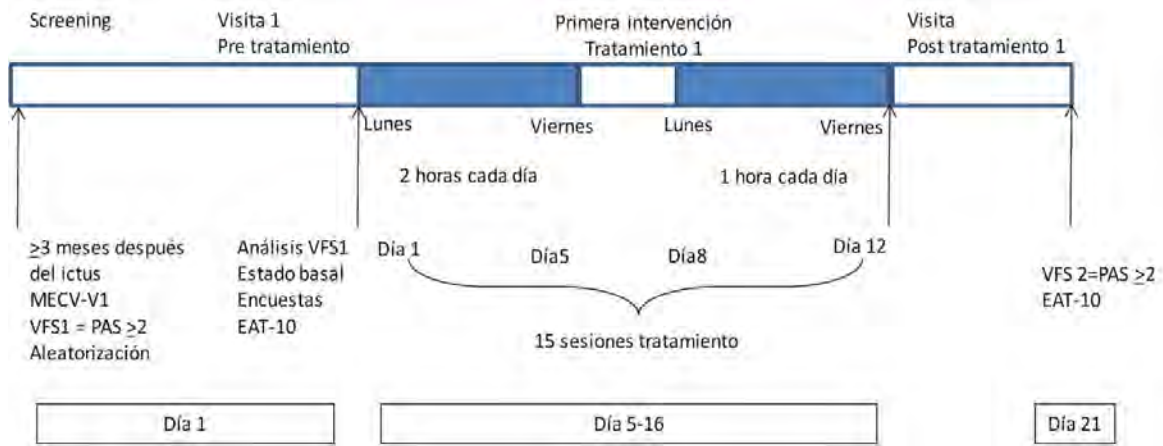 Screening
Visita 1
Pre tratamiento
Primera intervención
Tratamiento 1
Visita
Post tratamiento 1
Lunes
Viernes
Lunes
Viernes
2 horas cada día
1 hora cada día
≥3 meses después
del ictus
MECV-V1
VFS1 = PAS ≥2
Aleatorización
Análisis VFS1
Estado basal
Encuestas
EAT-10
Día 1
Día5
Día8
Día 12
15 sesiones tratamiento
VFS 2=PAS ≥2
EAT-10
Día 1
Día 5-16
Día 21